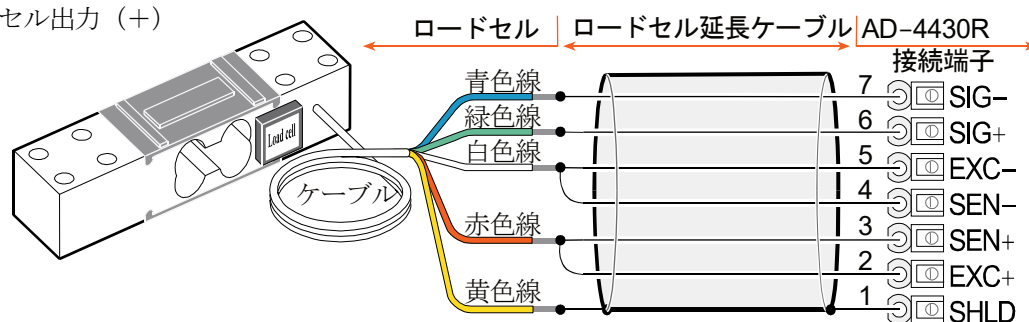 セル出力（+）
ロードセル
ロードセル延長ケーブル
AD-4430R
接続端子
Load cell
ケーブル
青色線
7
SIG-
緑色線
6
SIG+
白色線
5
EXC-
4
SEN-
赤色線
3
SEN+
2
EXC+
黄色線
1
SHLD